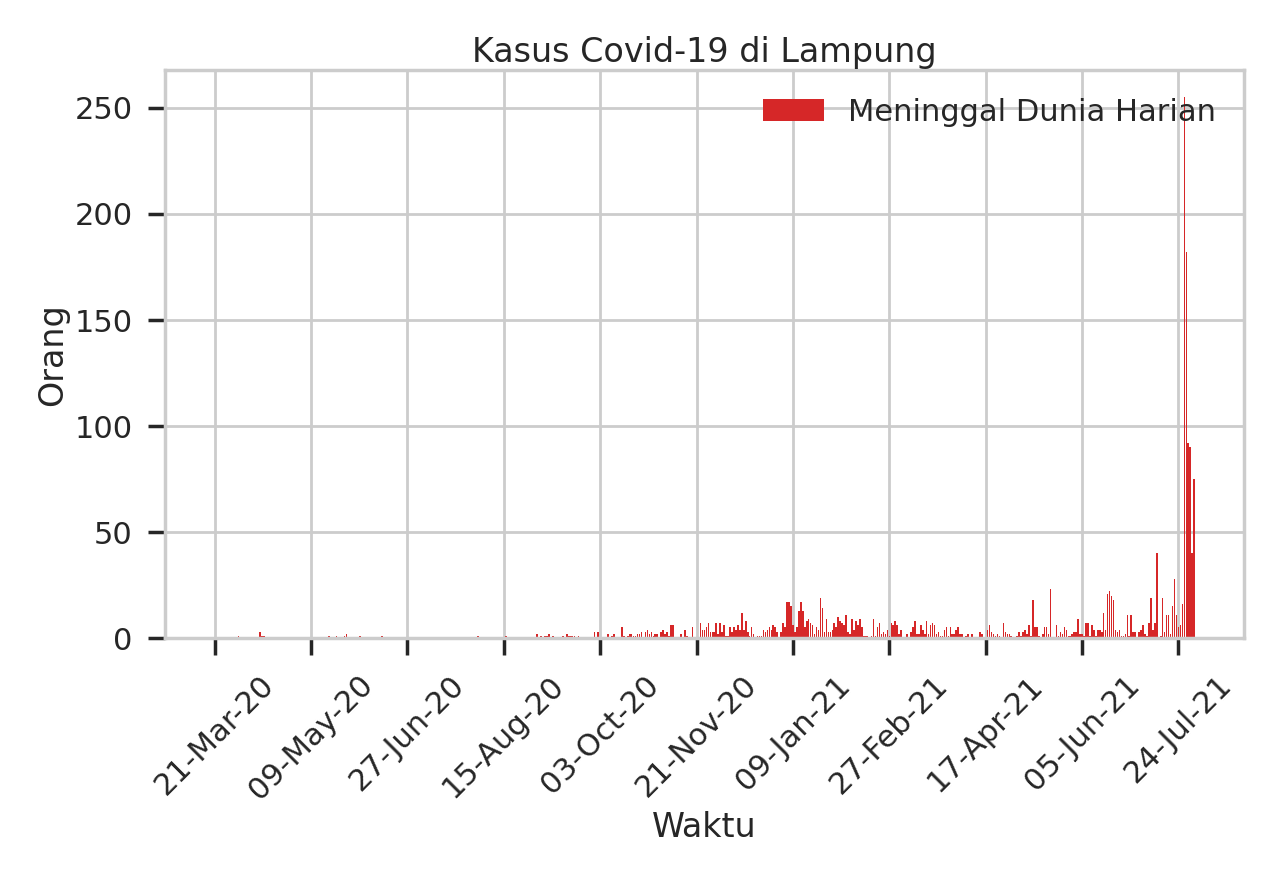 Kasus Covid-19 di Lampung
Meninggal Dunia Harian
Orang
250
200
150
100
50
0
21-Mar-20
09-May-20
27-Jun-20
15-Aug-20
03-Oct-20
21-Nov-20
09-Jan-21
27-Feb-21
17-Apr-21
05-Jun-21
24-Jul-21
Waktu